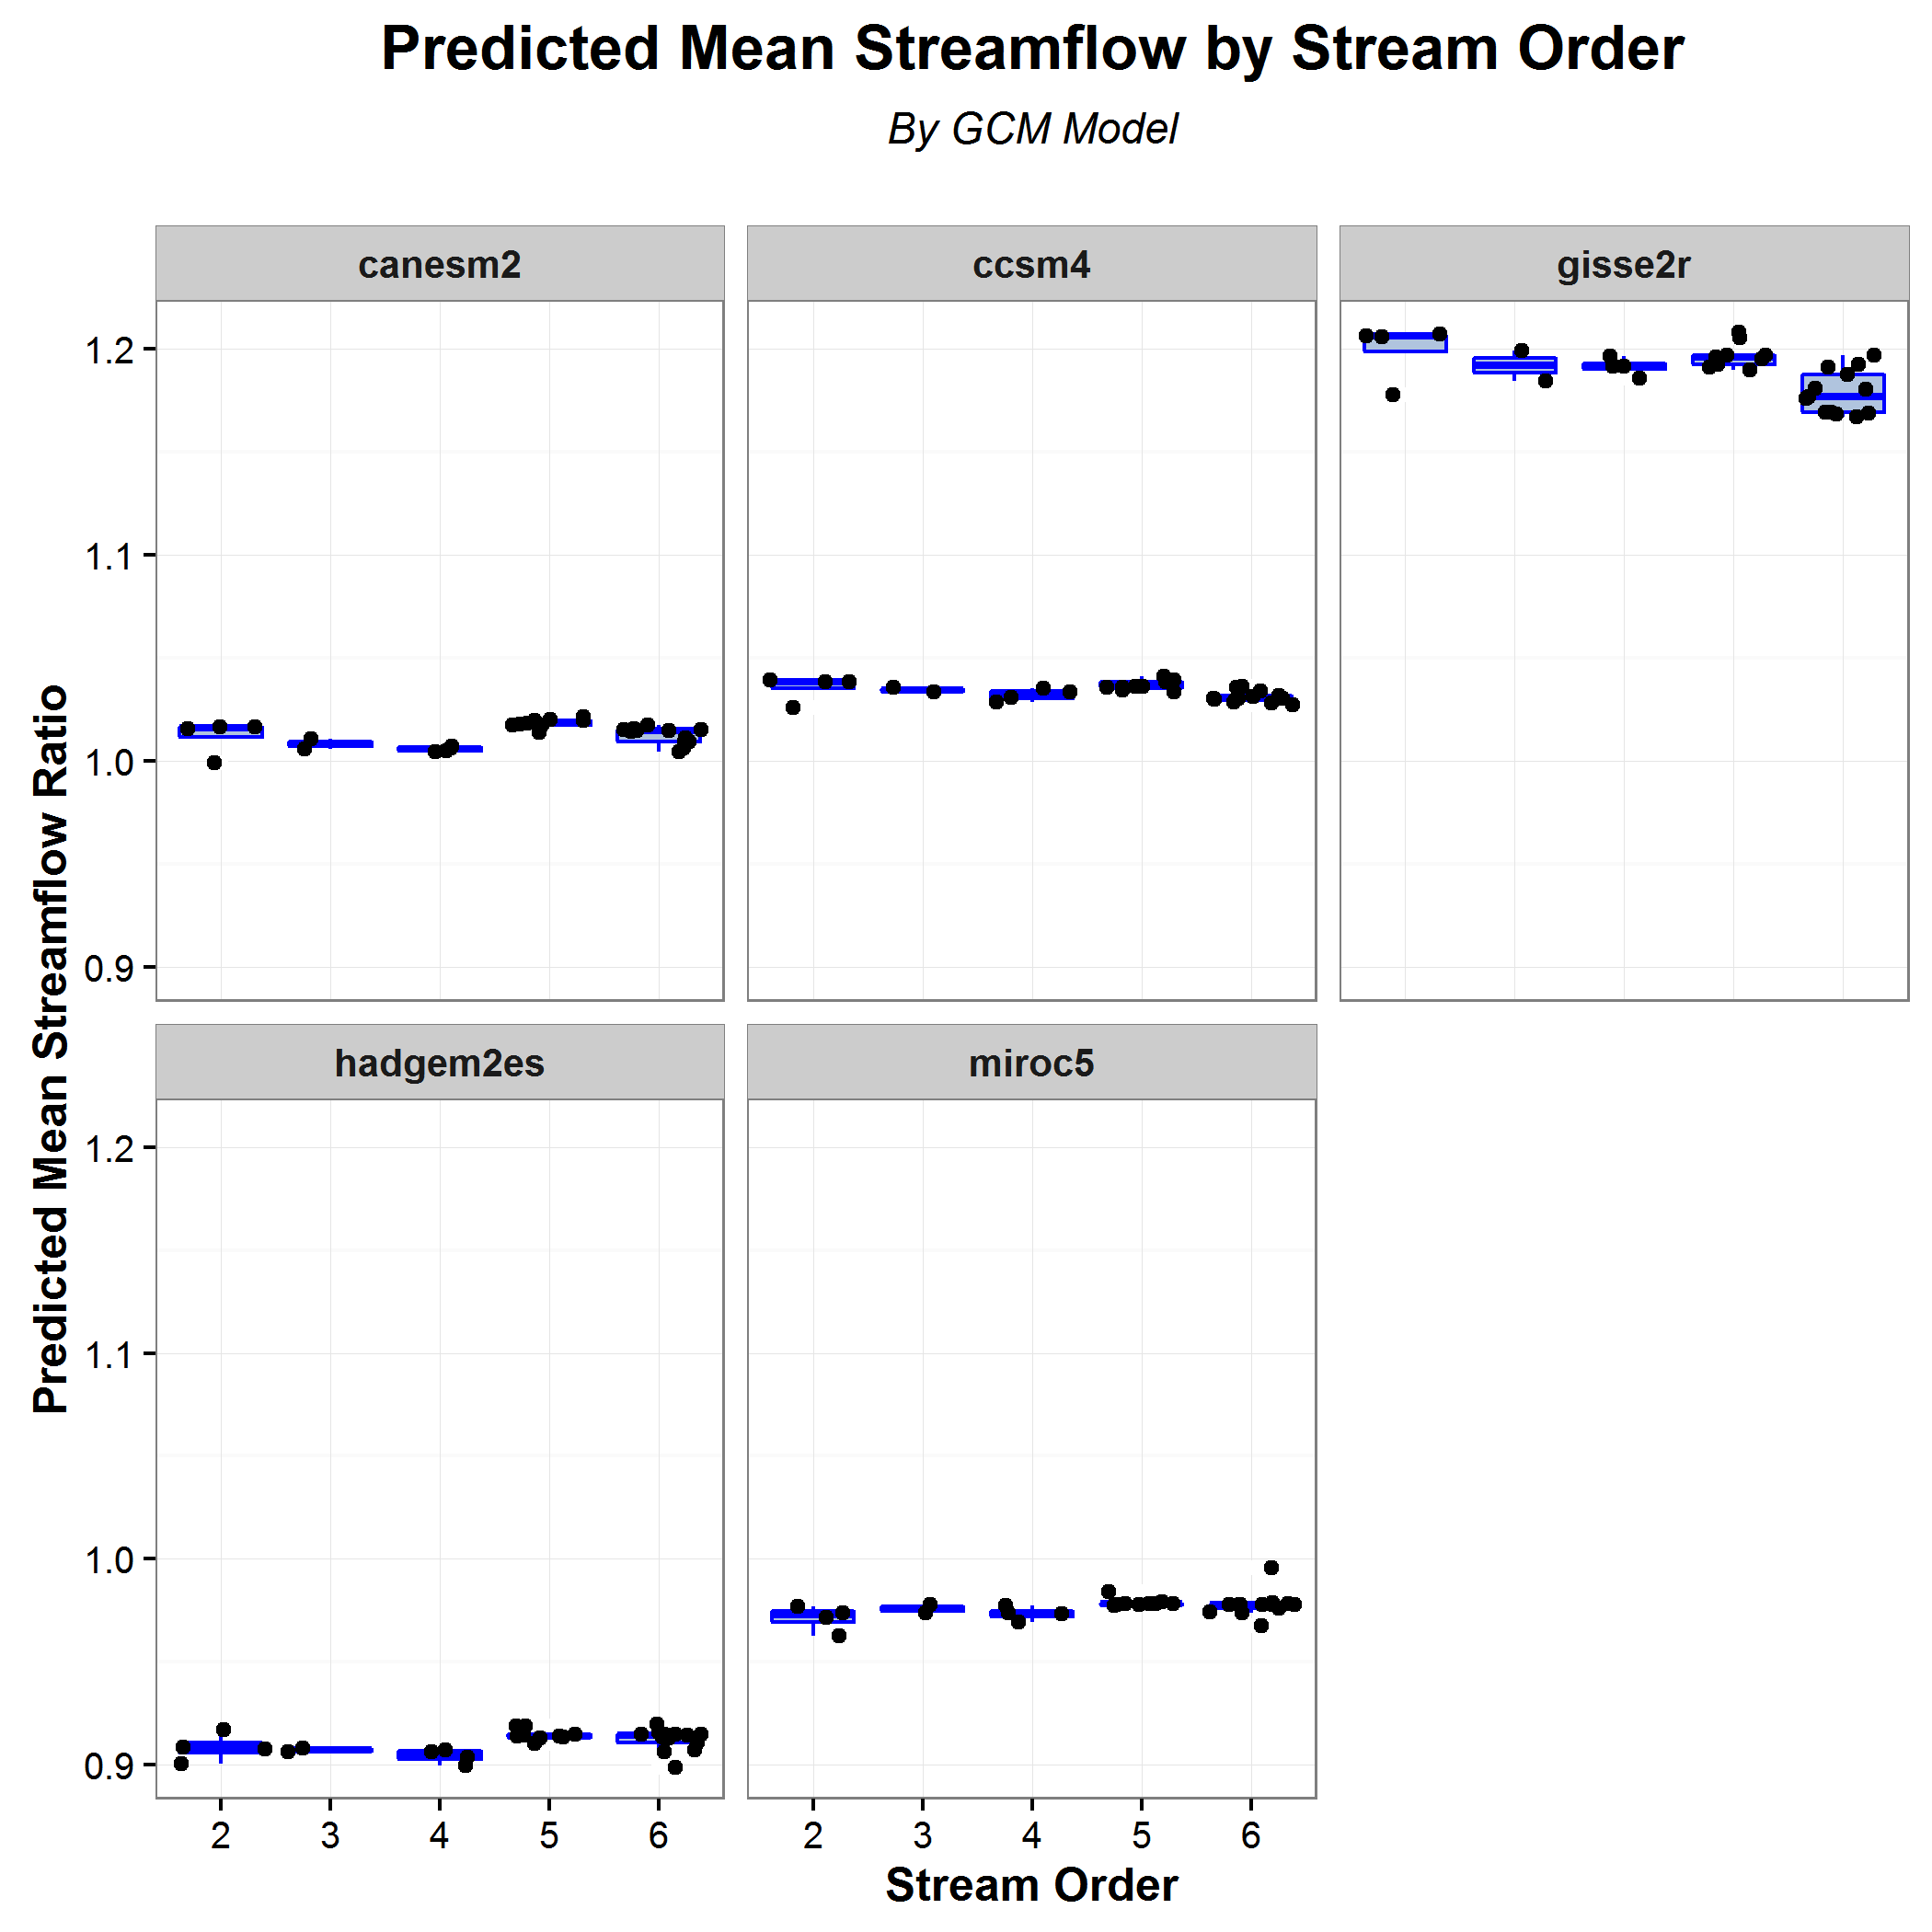 Predicted Mean Streamflow by Stream Order
By GCM Model
canesm2
ccsm4
gisse2r
1.2
1.1
1.0
0.9
Predicted Mean Streamflow Ratio
hadgem2es
miroc5
1.2
1.1
1.0
0.9
2 3 4 5 6
2 3 4 5 6
Stream Order